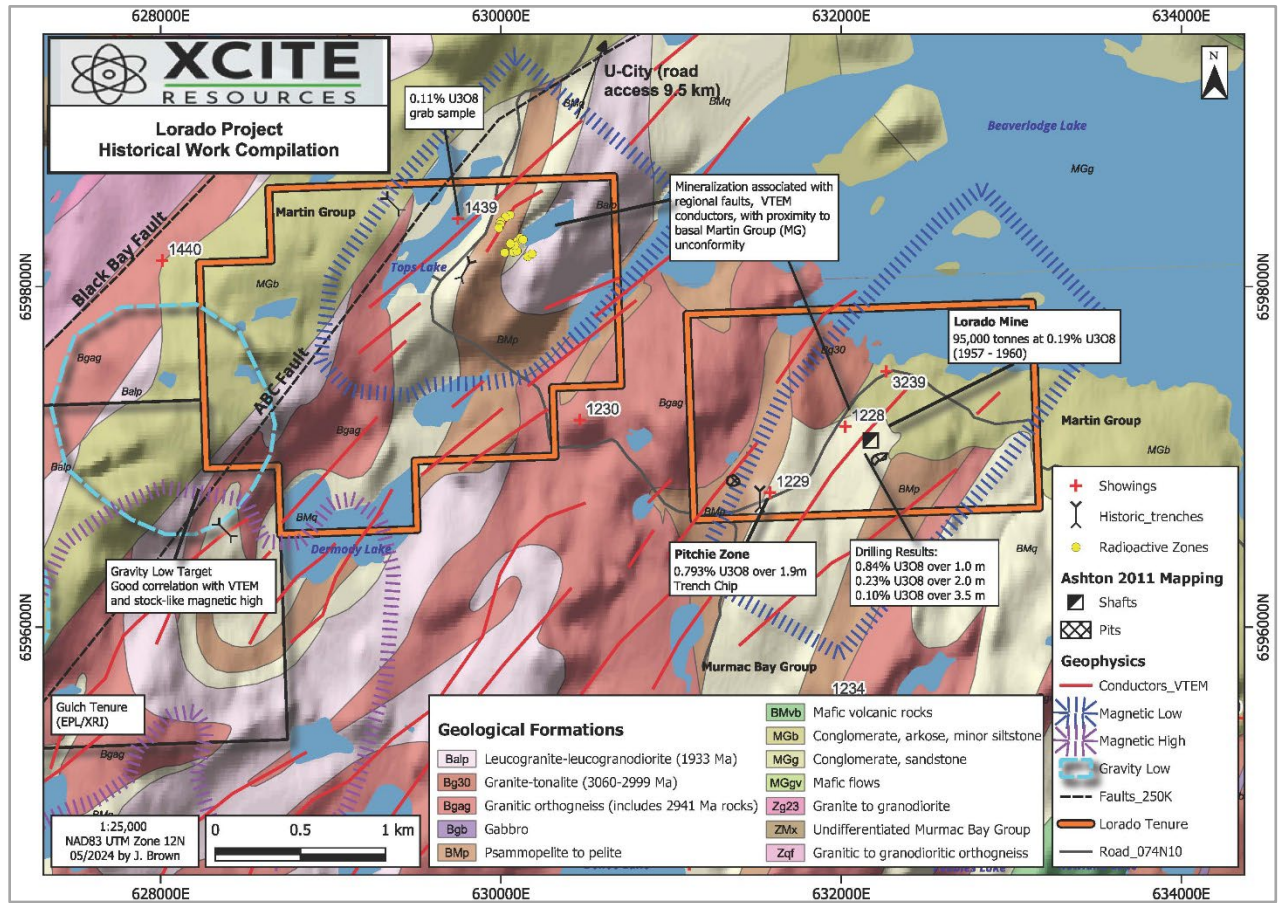 628000E
630000E
632000E
634000E
XCITE
RESOURCES
Lorado Project
Historical Work Compilation
0.11% U3O8
grab sample
U-City (road
access 9.5 km)
BMq
BMq
N
Beaverlodge Lake
MGg
Mineralization associated with
regional faults, VTEM
conductors, with proximity to
basal Martin Group (MG)
unconformity
Martin Group
1439
Balp
1440
Black Bay Fault
Tops Lake
MGb
6598000N
6598000N
BMp
Bgag
Balp
ABC Fault
Lorado Mine
95,000 tonnes at 0.19% U3O8
(1957 - 1960)
Bg30
3239
1230
Bgag
1228
Martin Group
MGb
Bgag
Balp
BMp
1229
BMq
BMp
BMq
Dermody Lake
Gravity Low Target
Good correlation with VTEM
and stock-like magnetic high
Pitchie Zone
0.793% U3O8 over 1.9m
Trench Chip
Drilling Results:
0.84% U3O8 over 1.0 m
0.23% U3O8 over 2.0 m
0.10% U3O8 over 3.5 m
Showings
Historic_trenches
Radioactive Zones
Ashton 2011 Mapping
Shafts
Pits
Geophysics
Conductors_VTEM
Magnetic Low
Magnetic High
Gravity Low
Faults_250K
Lorado Tenure
Road_074N10
6596000N
6596000N
Murmac Bay Group
1234
Gulch Tenure
(EPL/XRI)
Bgag
Geological Formations
Balp Leucogranite-leucogranodiorite (1933 Ma)
Bg30 Granite-tonalite (3060-2999 Ma)
Bgag Granitic orthogneiss (includes 2941 Ma rocks)
Bgb Gabbro
BMp Psammopelite to pelite
BMvb Mafic volcanic rocks
MGb Conglomerate, arkose, minor siltstone
MGg Conglomerate, sandstone
MGgv Mafic flows
Zg23 Granite to granodiorite
ZMx Undifferentiated Murmac Bay Group
Zqf Granitic to granodioritic orthogneiss
1:25,000
NAD83 UTM Zone 12N
05/2024 by J. Brown
0 0.5 1 km
628000E
630000E
632000E
634000E